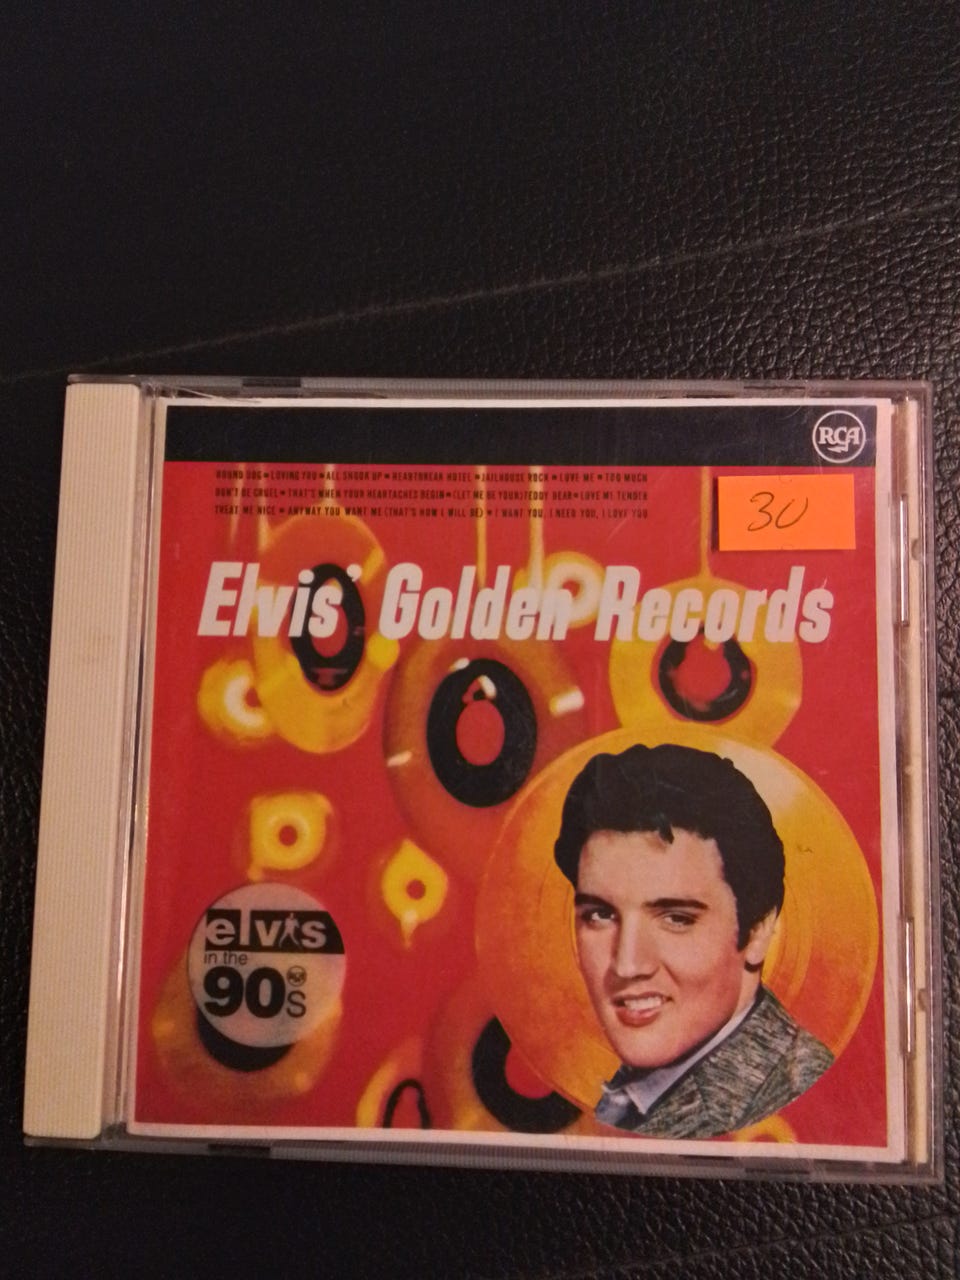 RCA
HOUND DOG • LOVING YOU • ALL SHOOK UP • HEARTBREAK HOTEL • JAILHOUSE ROCK • LOVE ME • TOO MUCH
DON'T BE CRUEL • THAT'S WHEN YOUR HEARTACHES BEGIN • (LET ME BE YOUR) TEDDY BEAR • LOVE ME TENDER
TREAT ME NICE • ANYWAY YOU WANT ME (THAT'S HOW I WILL BE) • I WANT YOU, I NEED YOU, I LOVE YOU
30
Elvis' Golden Records
elvis
in the
90s
RCA